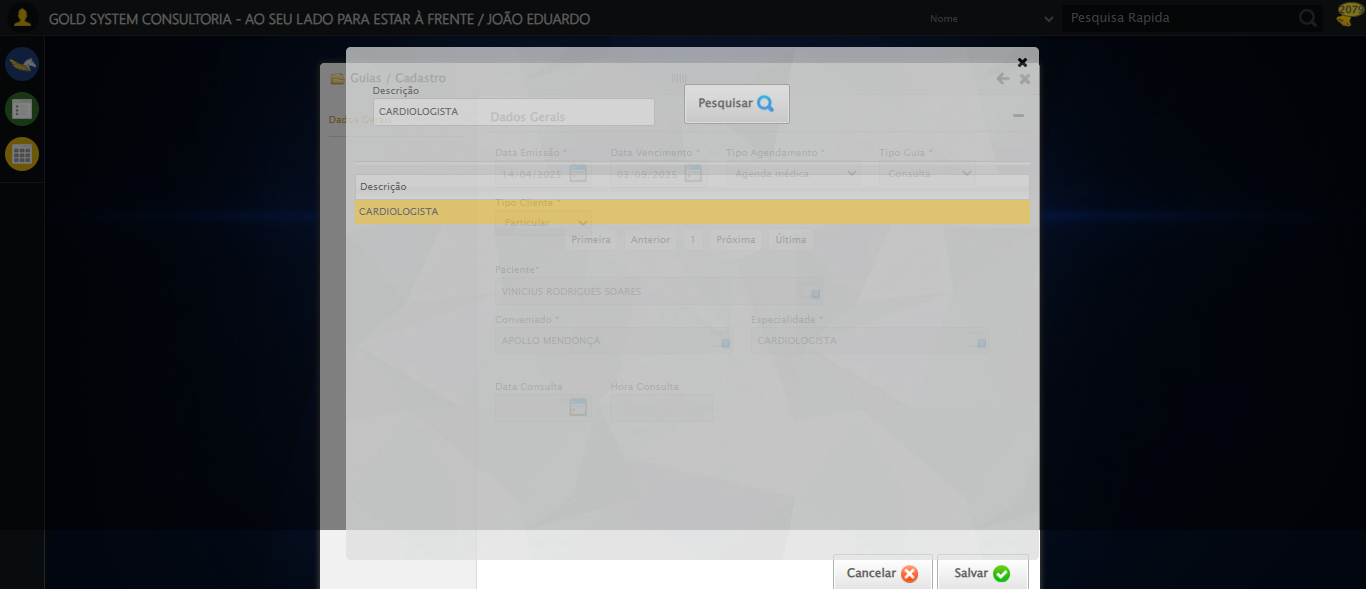 GOLD SYSTEM CONSULTORIA - AO SEU LADO PARA ESTAR À FRENTE / JOÃO EDUARDO
Nome
Pesquisa Rapida
2079
Guias / Cadastro
Descrição
CARDIOLOGISTA
Pesquisar
Dados Gerais
Dados Gerais
Data Emissão *
Data Vencimento *
Tipo Agendamento *
Tipo Guia *
14/04/2025
03/09/2025
Agenda médica
Consulta
Descrição
Tipo Cliente *
CARDIOLOGISTA
Particular
Primeira
Anterior
1
Próxima
Última
Paciente*
VINICIUS RODRIGUES SOARES
Conveniado *
Especialidade *
APOLLO MENDONÇA
CARDIOLOGISTA
Data Consulta
Hora Consulta
Cancelar
Salvar